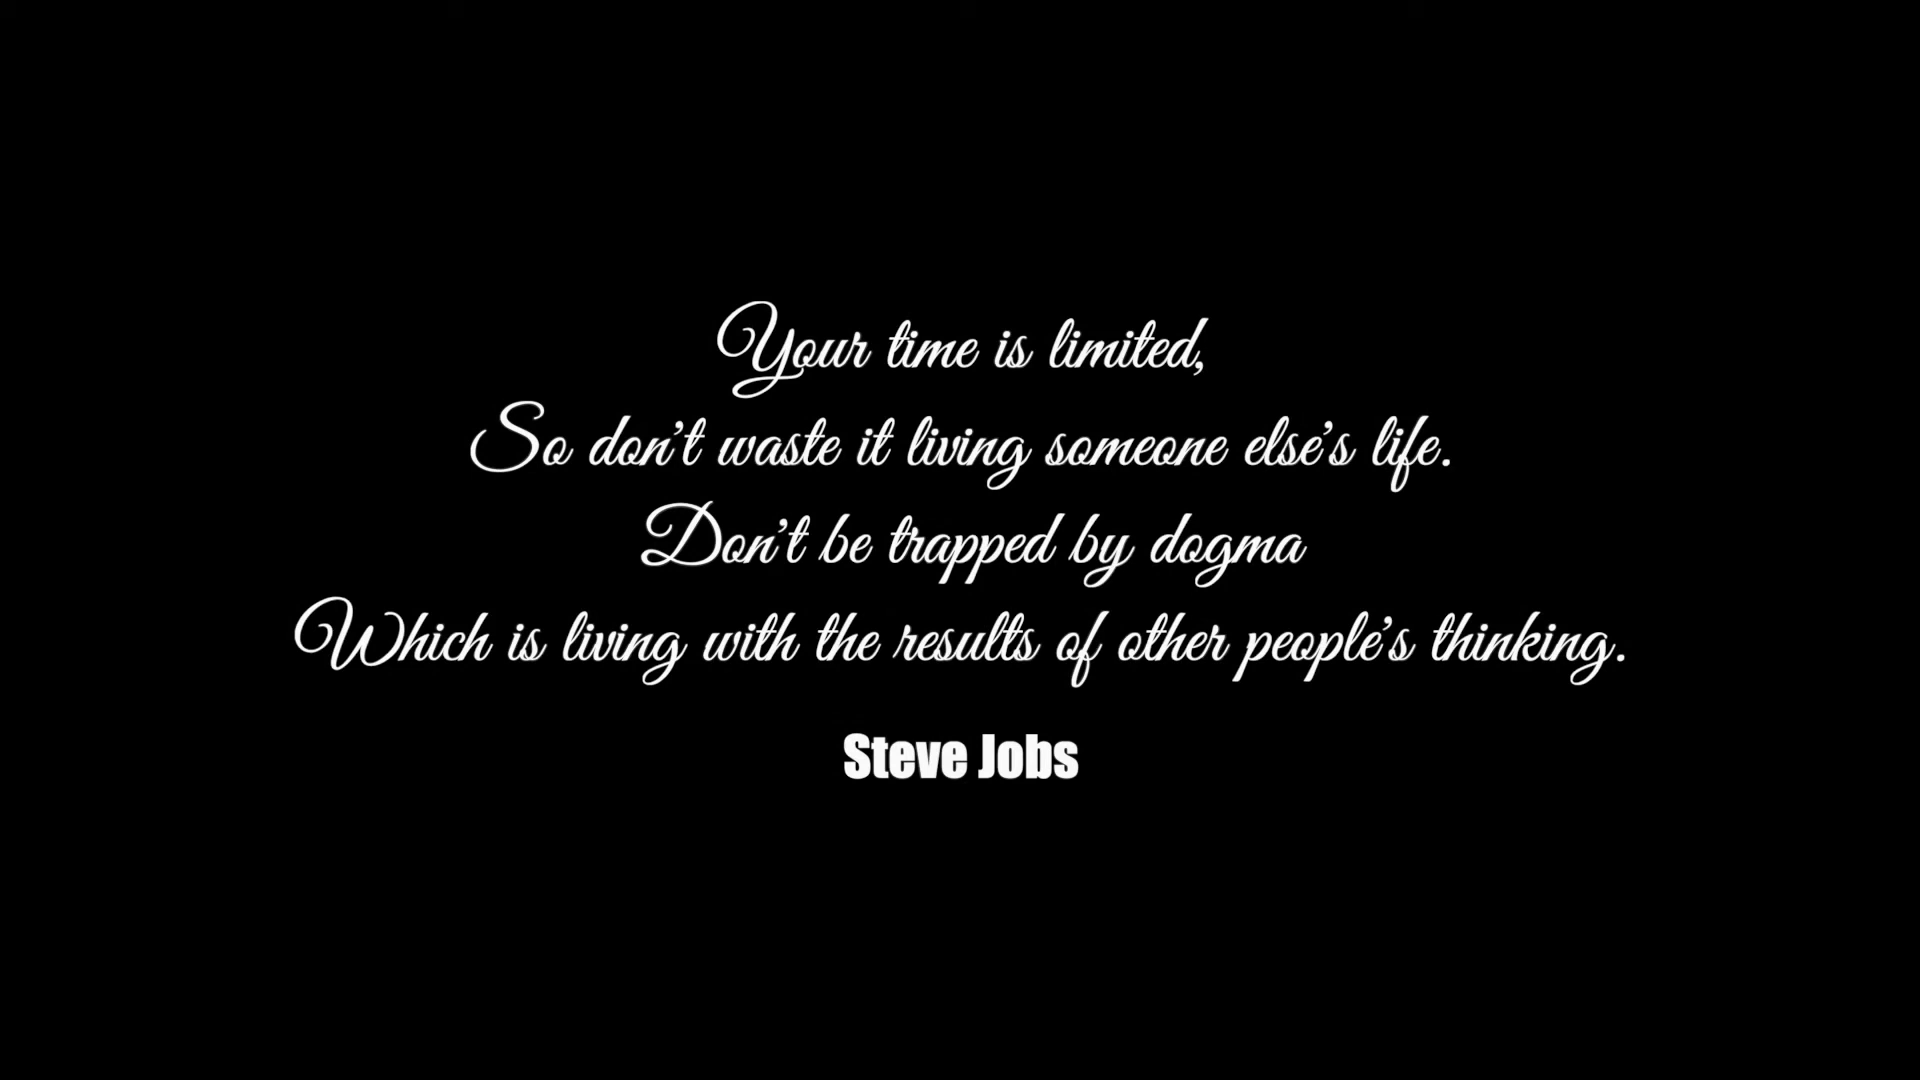 Your time is limited,
So don't waste it living someone else's life.
Don't be trapped by dogma
Which is living with the results of other people's thinking.
Steve Jobs